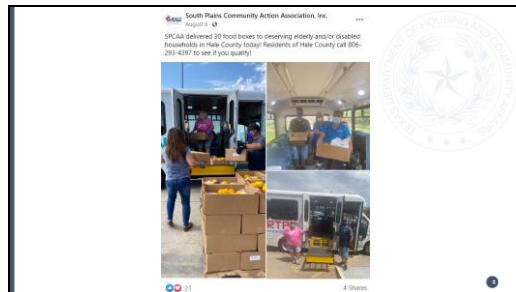 South Plains Community Action Association, Inc.
August 6
SPCAA delivered 30 food boxes to deserving elderly and/or disabled
households in Hale County today! Residents of Hale County call 806-
293-4397 to see if you qualify!
21
4 Shares